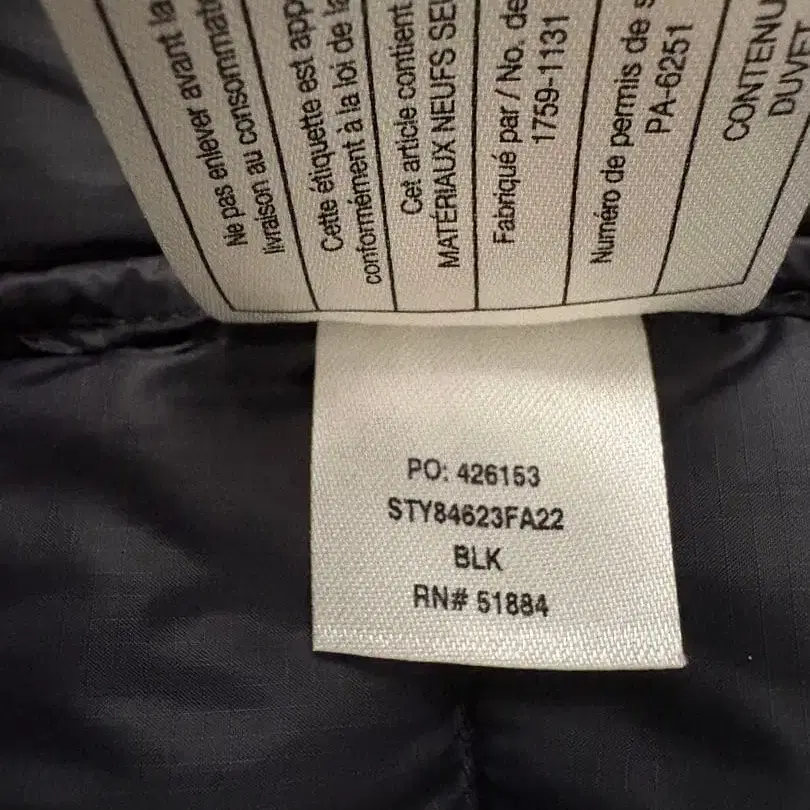 Ne pas enlever avant la
livraison au consommat
Cette étiquette est app
conformément à la loi de la
Cet article contient
MATÉRIAUX NEUFS SEU
Fabriqué par / No. de
1759-1131
Numéro de permis de s
PA-6251
CONTENU
DUVET
PO: 426153
STY84623FA22
BLK
RN# 51884